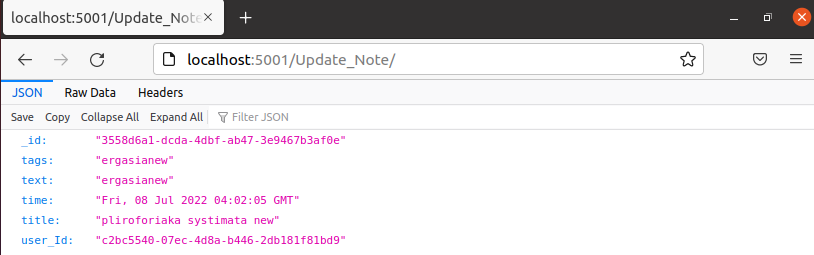 localhost:5001/Update_Note
localhost:5001/Update_Note/
JSON Raw Data Headers
Save Copy Collapse All Expand All Filter JSON
_id: "3558d6a1-dcda-4dbf-ab47-3e9467b3af0e"
tags: "ergasianew"
text: "ergasianew"
time: "Fri, 08 Jul 2022 04:02:05 GMT"
title: "pliroforiaka systimata new"
user_Id: "c2bc5540-07ec-4d8a-b446-2db181f81bd9"